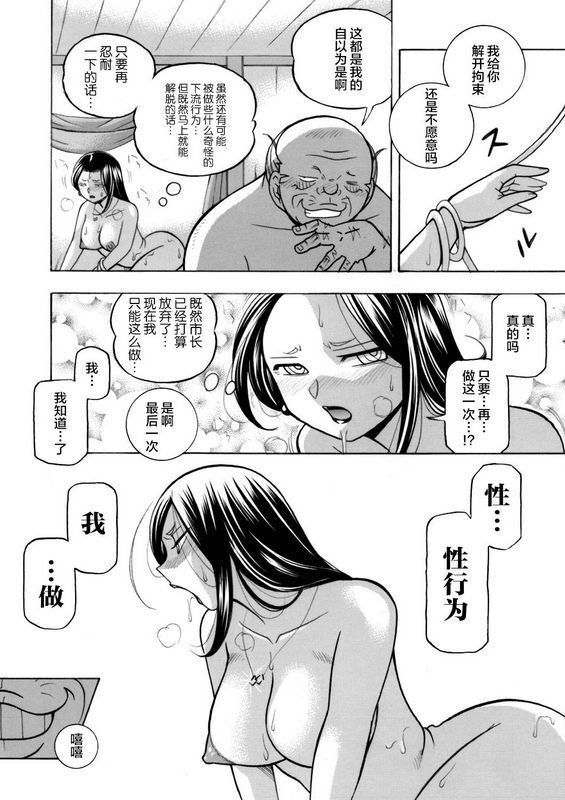 我给你
解开拘束
还是不愿意吗
这都是我的
自以为是啊
虽然还有可能
被做些什么奇怪的
下流行为…
但既然马上就能
解脱的话…
只要再
忍耐
一下的话…
真…
真的吗
只要…再…
做这一次…!?
既然市长
已经打算
放弃了…
现在我
只能这么做…
是啊
最后一次
我…
我知道…了
性…
性行为
我…
…做
嘻嘻